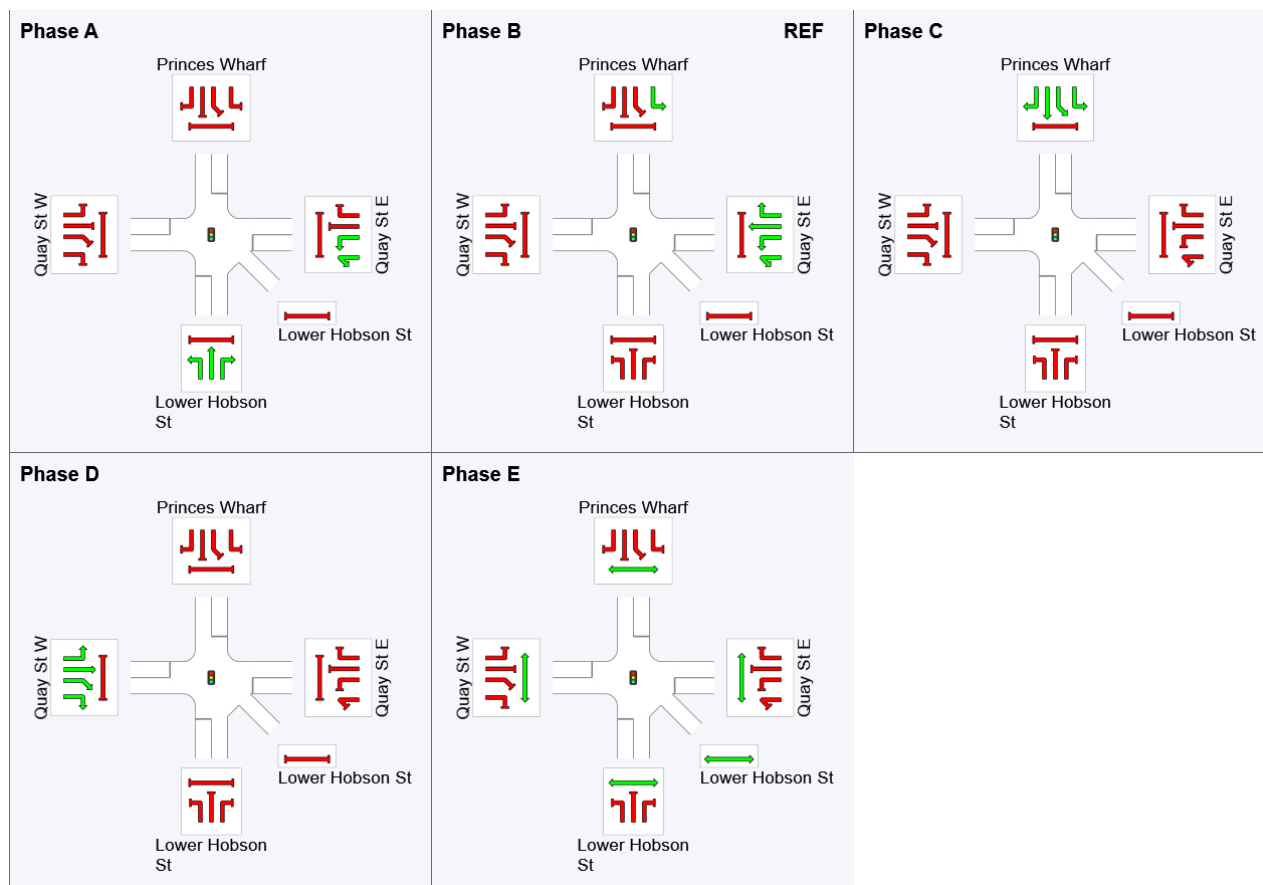 Phase A
Princes Wharf
Quay St W
Quay St E
Lower Hobson St
Lower Hobson
St
Phase B
REF
Princes Wharf
Quay St W
Quay St E
Lower Hobson St
Lower Hobson
St
Phase C
Princes Wharf
Quay St W
Quay St E
Lower Hobson St
Lower Hobson
St
Phase D
Princes Wharf
Quay St W
Quay St E
Lower Hobson St
Lower Hobson
St
Phase E
Princes Wharf
Quay St W
Quay St E
Lower Hobson St
Lower Hobson
St